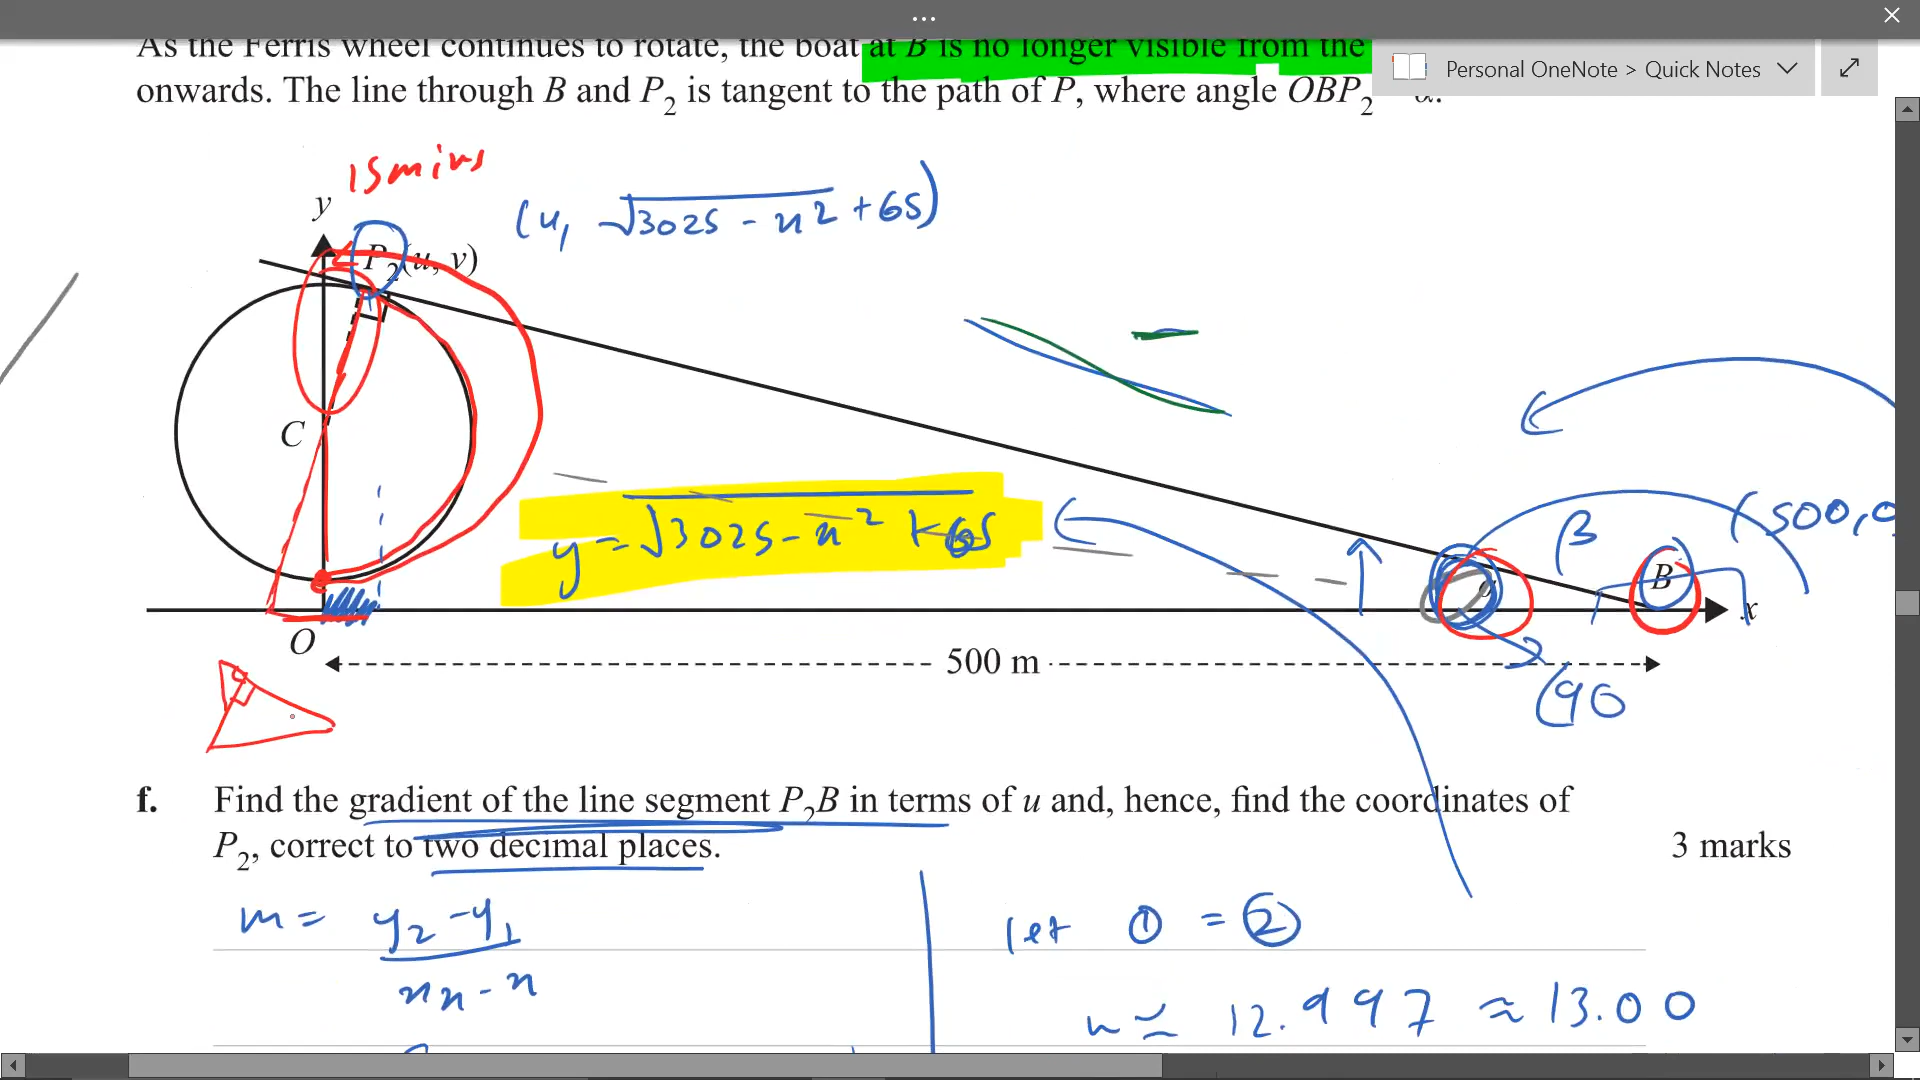 As the Ferris wheel continues to rotate, the boat at B is no longer visible from the
Personal OneNote > Quick Notes
onwards. The line through B and P2 is tangent to the path of P, where angle OBP2
15mins
y
(u, √3025 - x² + 65)
P2(u, v)
C
y = √3025 - x² + 65
β
(500,0
B
x
O
500 m
(90
f. Find the gradient of the line segment P2B in terms of u and, hence, find the coordinates of
P2, correct to two decimal places.
3 marks
m = y2 - y1
let ① = ②
u ≃ 12.997 ≈ 13.00